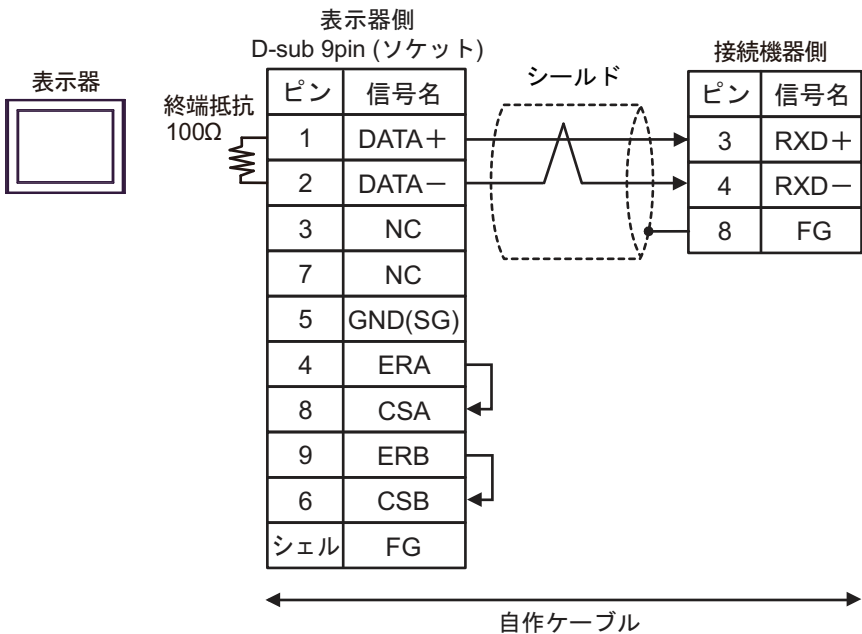 表示器側
D-sub 9pin (ソケット)
表示器
終端抵抗
100Ω
ピン 信号名
1 DATA＋
2 DATA－
3 NC
7 NC
5 GND(SG)
4 ERA
8 CSA
9 ERB
6 CSB
シェル FG
シールド
接続機器側
ピン 信号名
3 RXD＋
4 RXD－
8 FG
自作ケーブル